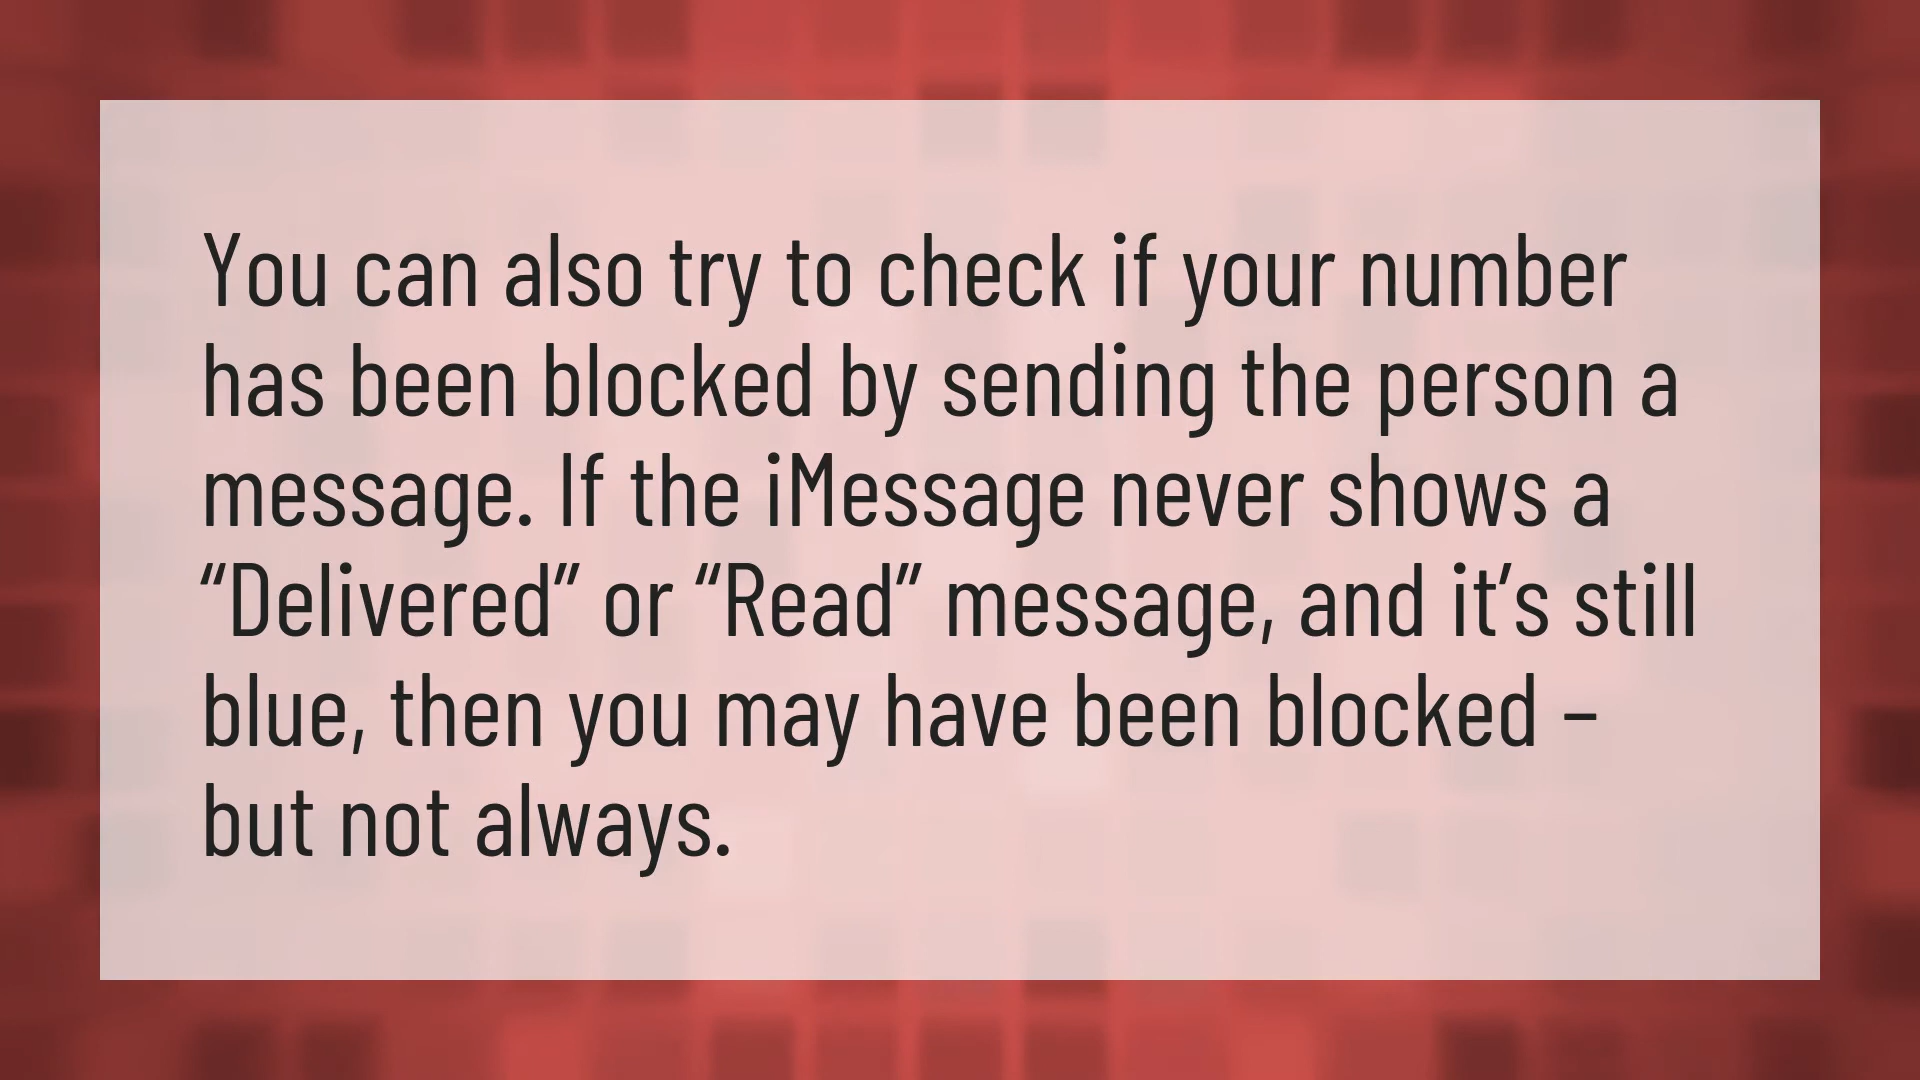 You can also try to check if your number
has been blocked by sending the person a
message. If the iMessage never shows a
“Delivered” or “Read” message, and it’s still
blue, then you may have been blocked –
but not always.